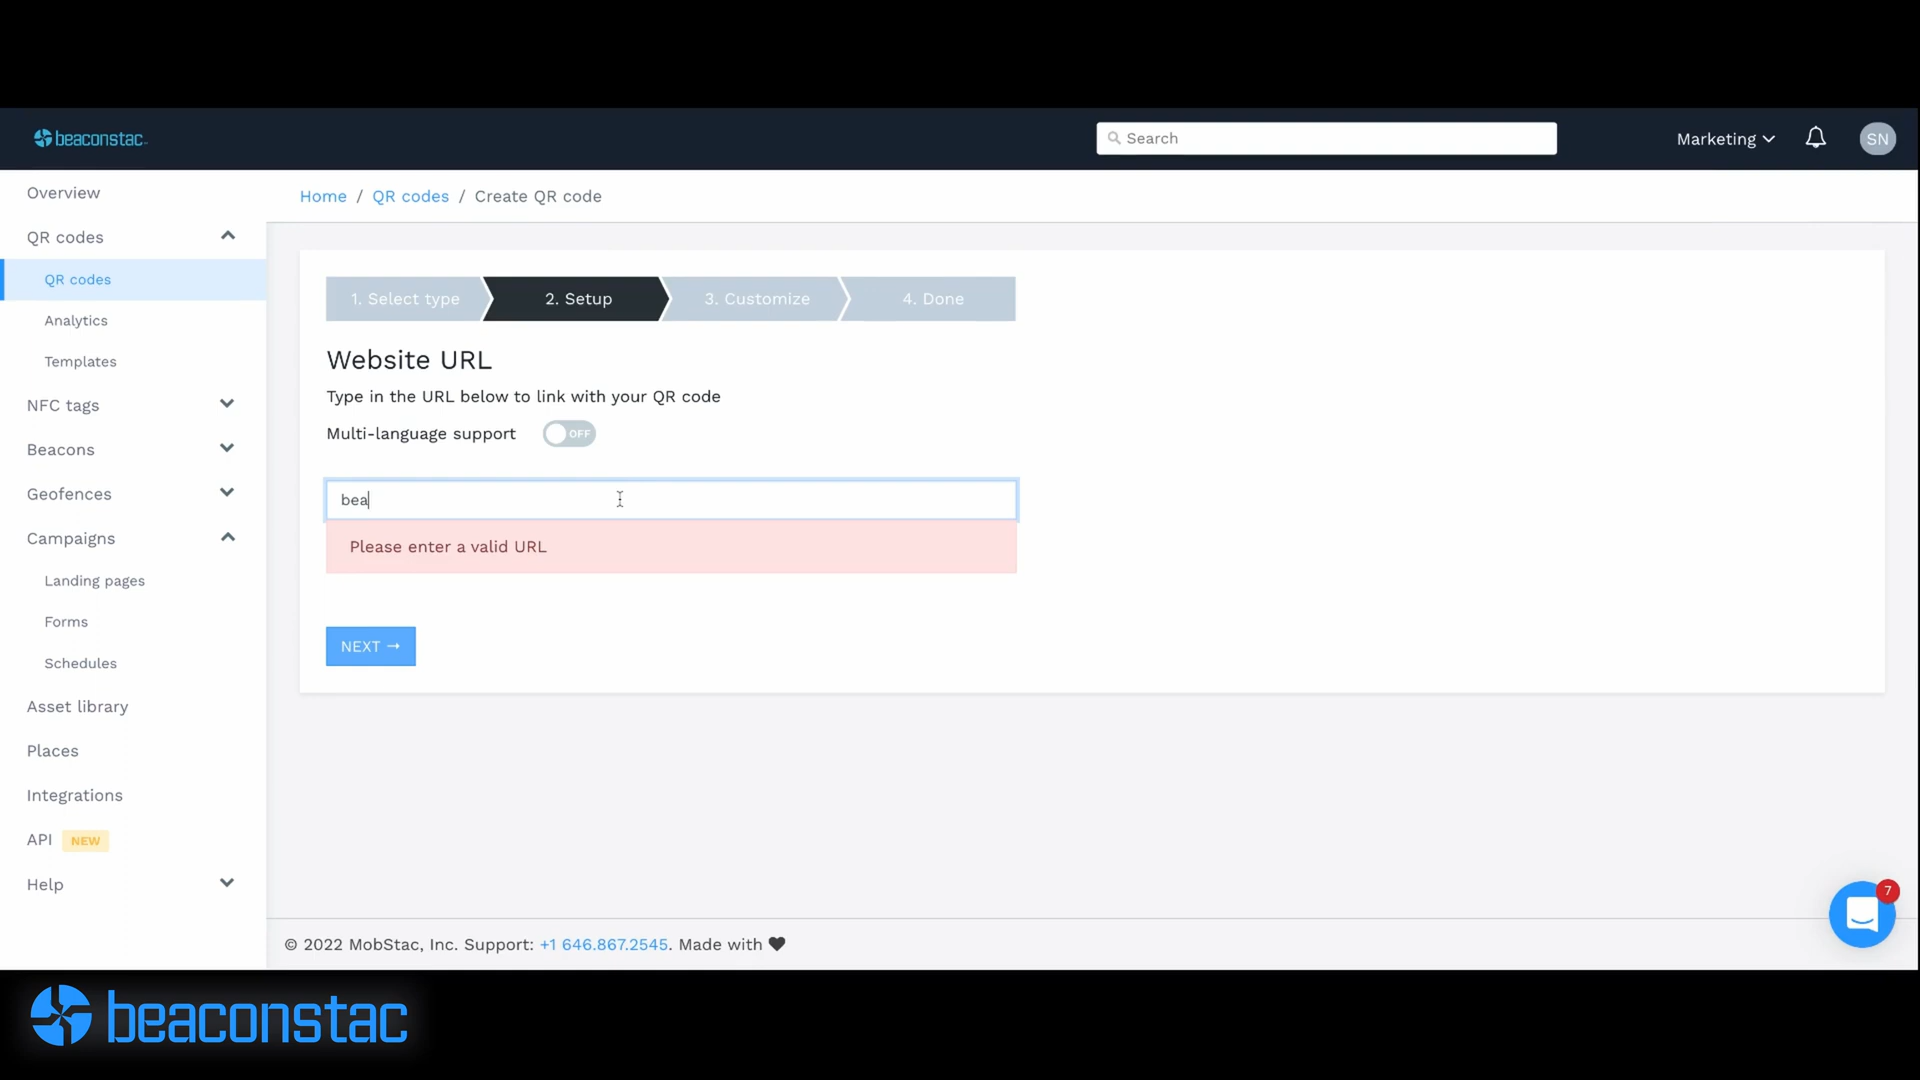 beaconstac
Search
Marketing
SN
Overview
QR codes
QR codes
Analytics
Templates
NFC tags
Beacons
Geofences
Campaigns
Landing pages
Forms
Schedules
Asset library
Places
Integrations
API NEW
Help
Home / QR codes / Create QR code
1. Select type
2. Setup
3. Customize
4. Done
Website URL
Type in the URL below to link with your QR code
Multi-language support OFF
bea
Please enter a valid URL
NEXT →
7
© 2022 MobStac, Inc. Support: +1 646.867.2545. Made with ♥
beaconstac